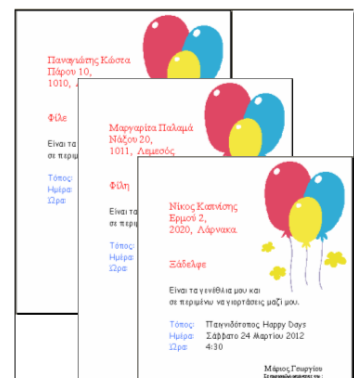 Παναγιώτης Κώστα
Πάρου 10,
1010,
Φίλε
Είναι τα
σε περιμ
Τόπος:
Ημέρα:
Ώρα:
Μαργαρίτα Παλαμά
Νάξου 20,
1011, Λεμεσός
Φίλη
Είναι τα
σε περιμ
Τόπος:
Ημέρα:
Ώρα:
Νίκος Καπνίσης
Ερμού 2,
2020, Λάρνακα
Ξάδελφε
Είναι τα γενέθλια μου και
σε περιμένω να γιορτάσεις μαζί μου.
Τόπος: Παιγνιδότοπος Happy Days
Ημέρα: Σάββατο 24 Μαρτίου 2012
Ώρα: 4:30
Μάριος Γεωργίου